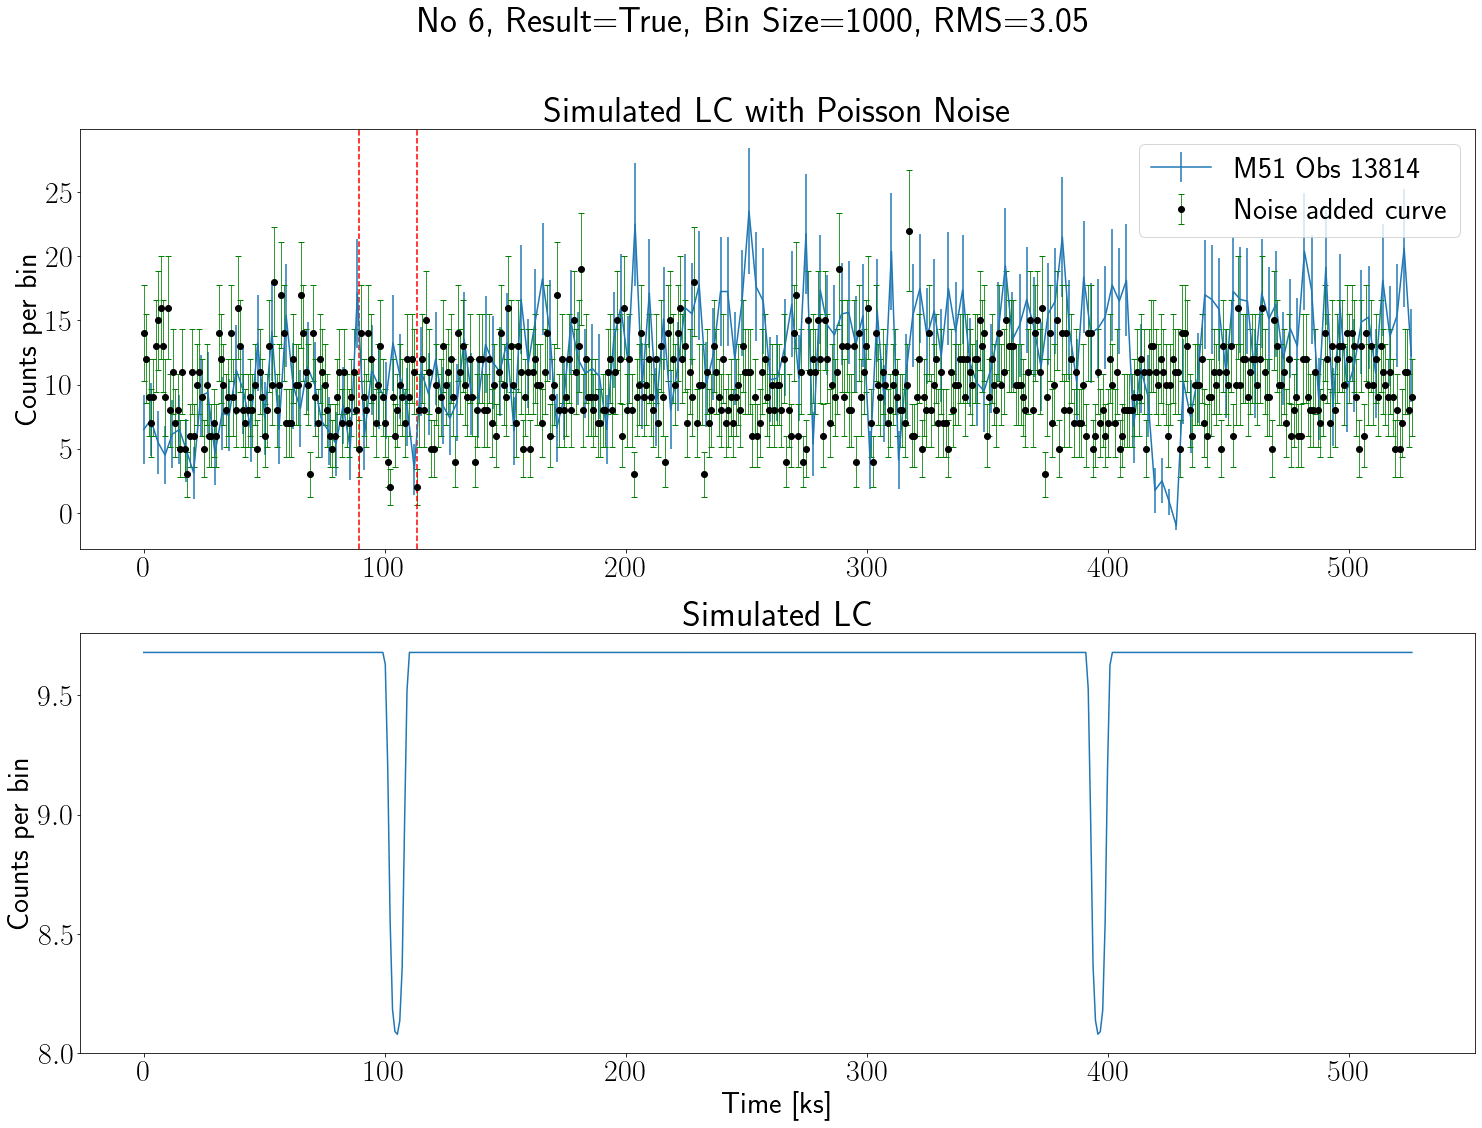 No 6, Result=True, Bin Size=1000, RMS=3.05
Simulated LC with Poisson Noise
Counts per bin
25
20
15
10
5
0
M51 Obs 13814
Noise added curve
0 100 200 300 400 500
Simulated LC
Counts per bin
9.5
9.0
8.5
8.0
0 100 200 300 400 500
Time [ks]